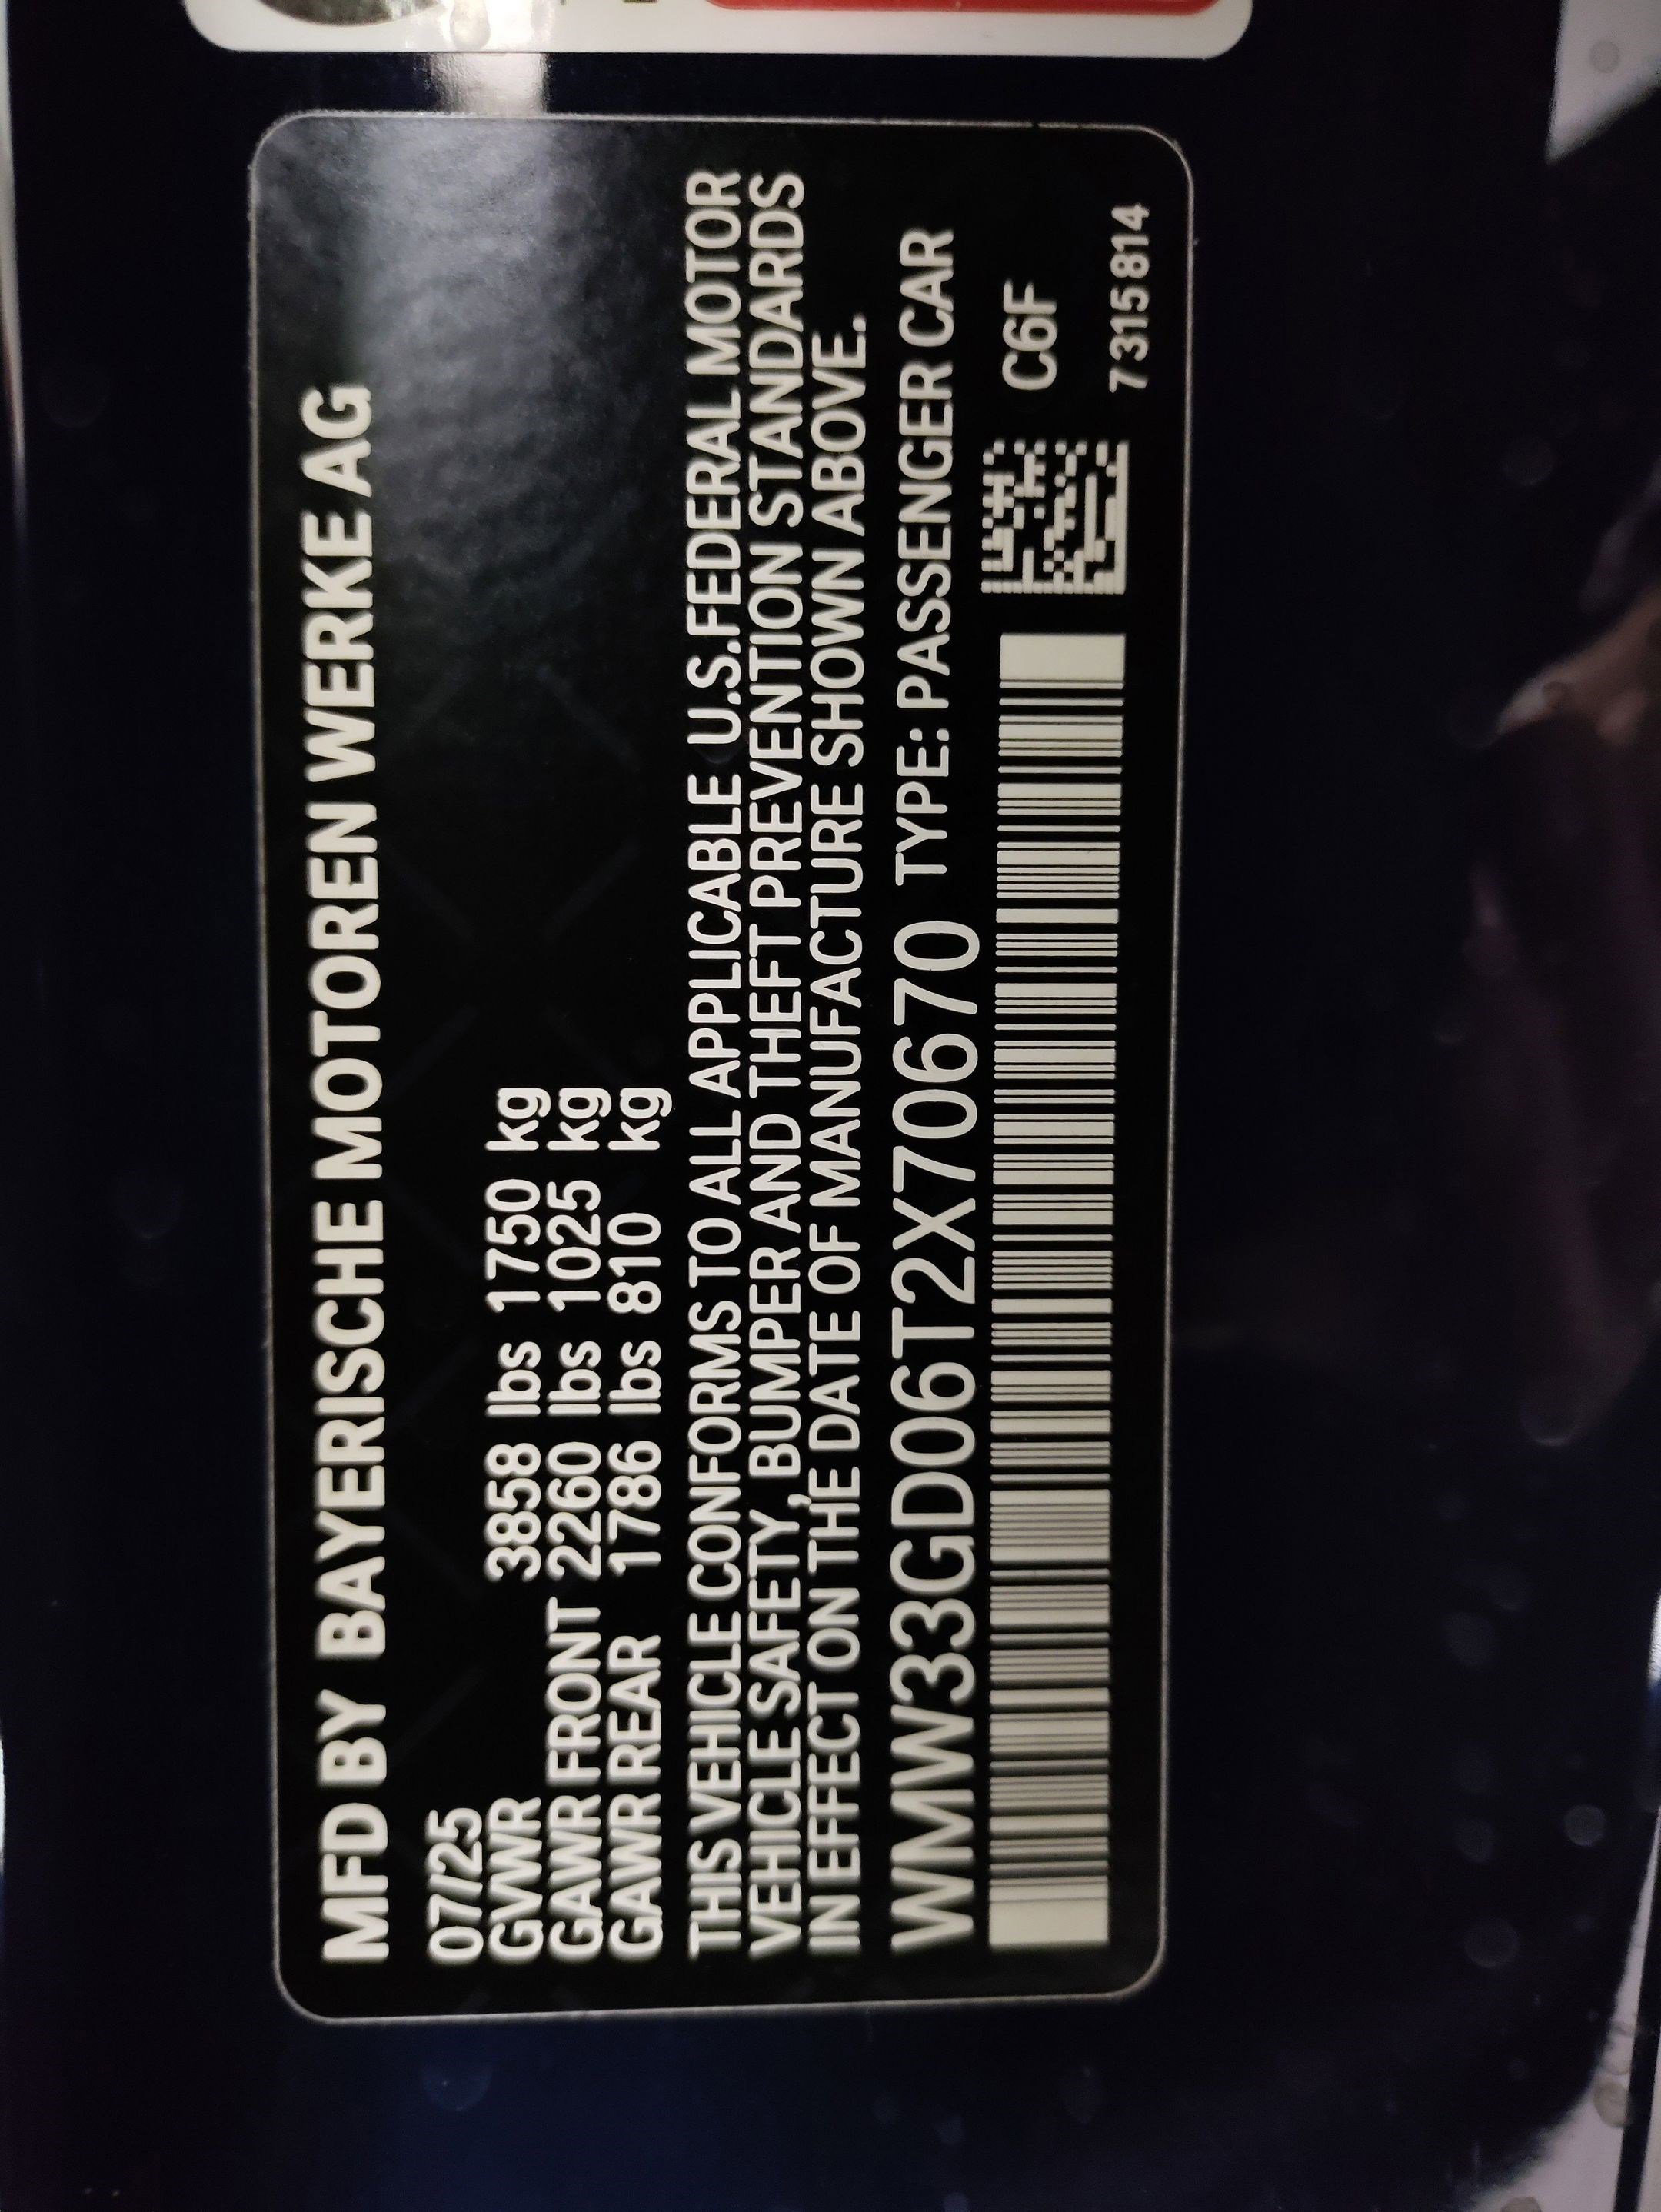 MFD BY BAYERISCHE MOTOREN WERKE AG
07/25
GVWR 3858 lbs 1750 kg
GAWR FRONT 2260 lbs 1025 kg
GAWR REAR 1786 lbs 810 kg
THIS VEHICLE CONFORMS TO ALL APPLICABLE U.S.FEDERAL MOTOR
VEHICLE SAFETY, BUMPER AND THEFT PREVENTION STANDARDS
IN EFFECT ON THE DATE OF MANUFACTURE SHOWN ABOVE.
WMW33GD06T2X70670 TYPE: PASSENGER CAR
C6F
7 315 814